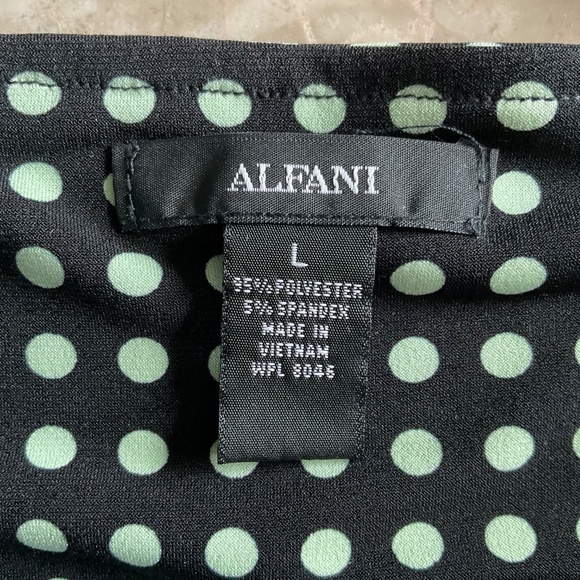 ALFANI
L
95% POLYESTER
5% SPANDEX
MADE IN
VIETNAM
WPL 8046